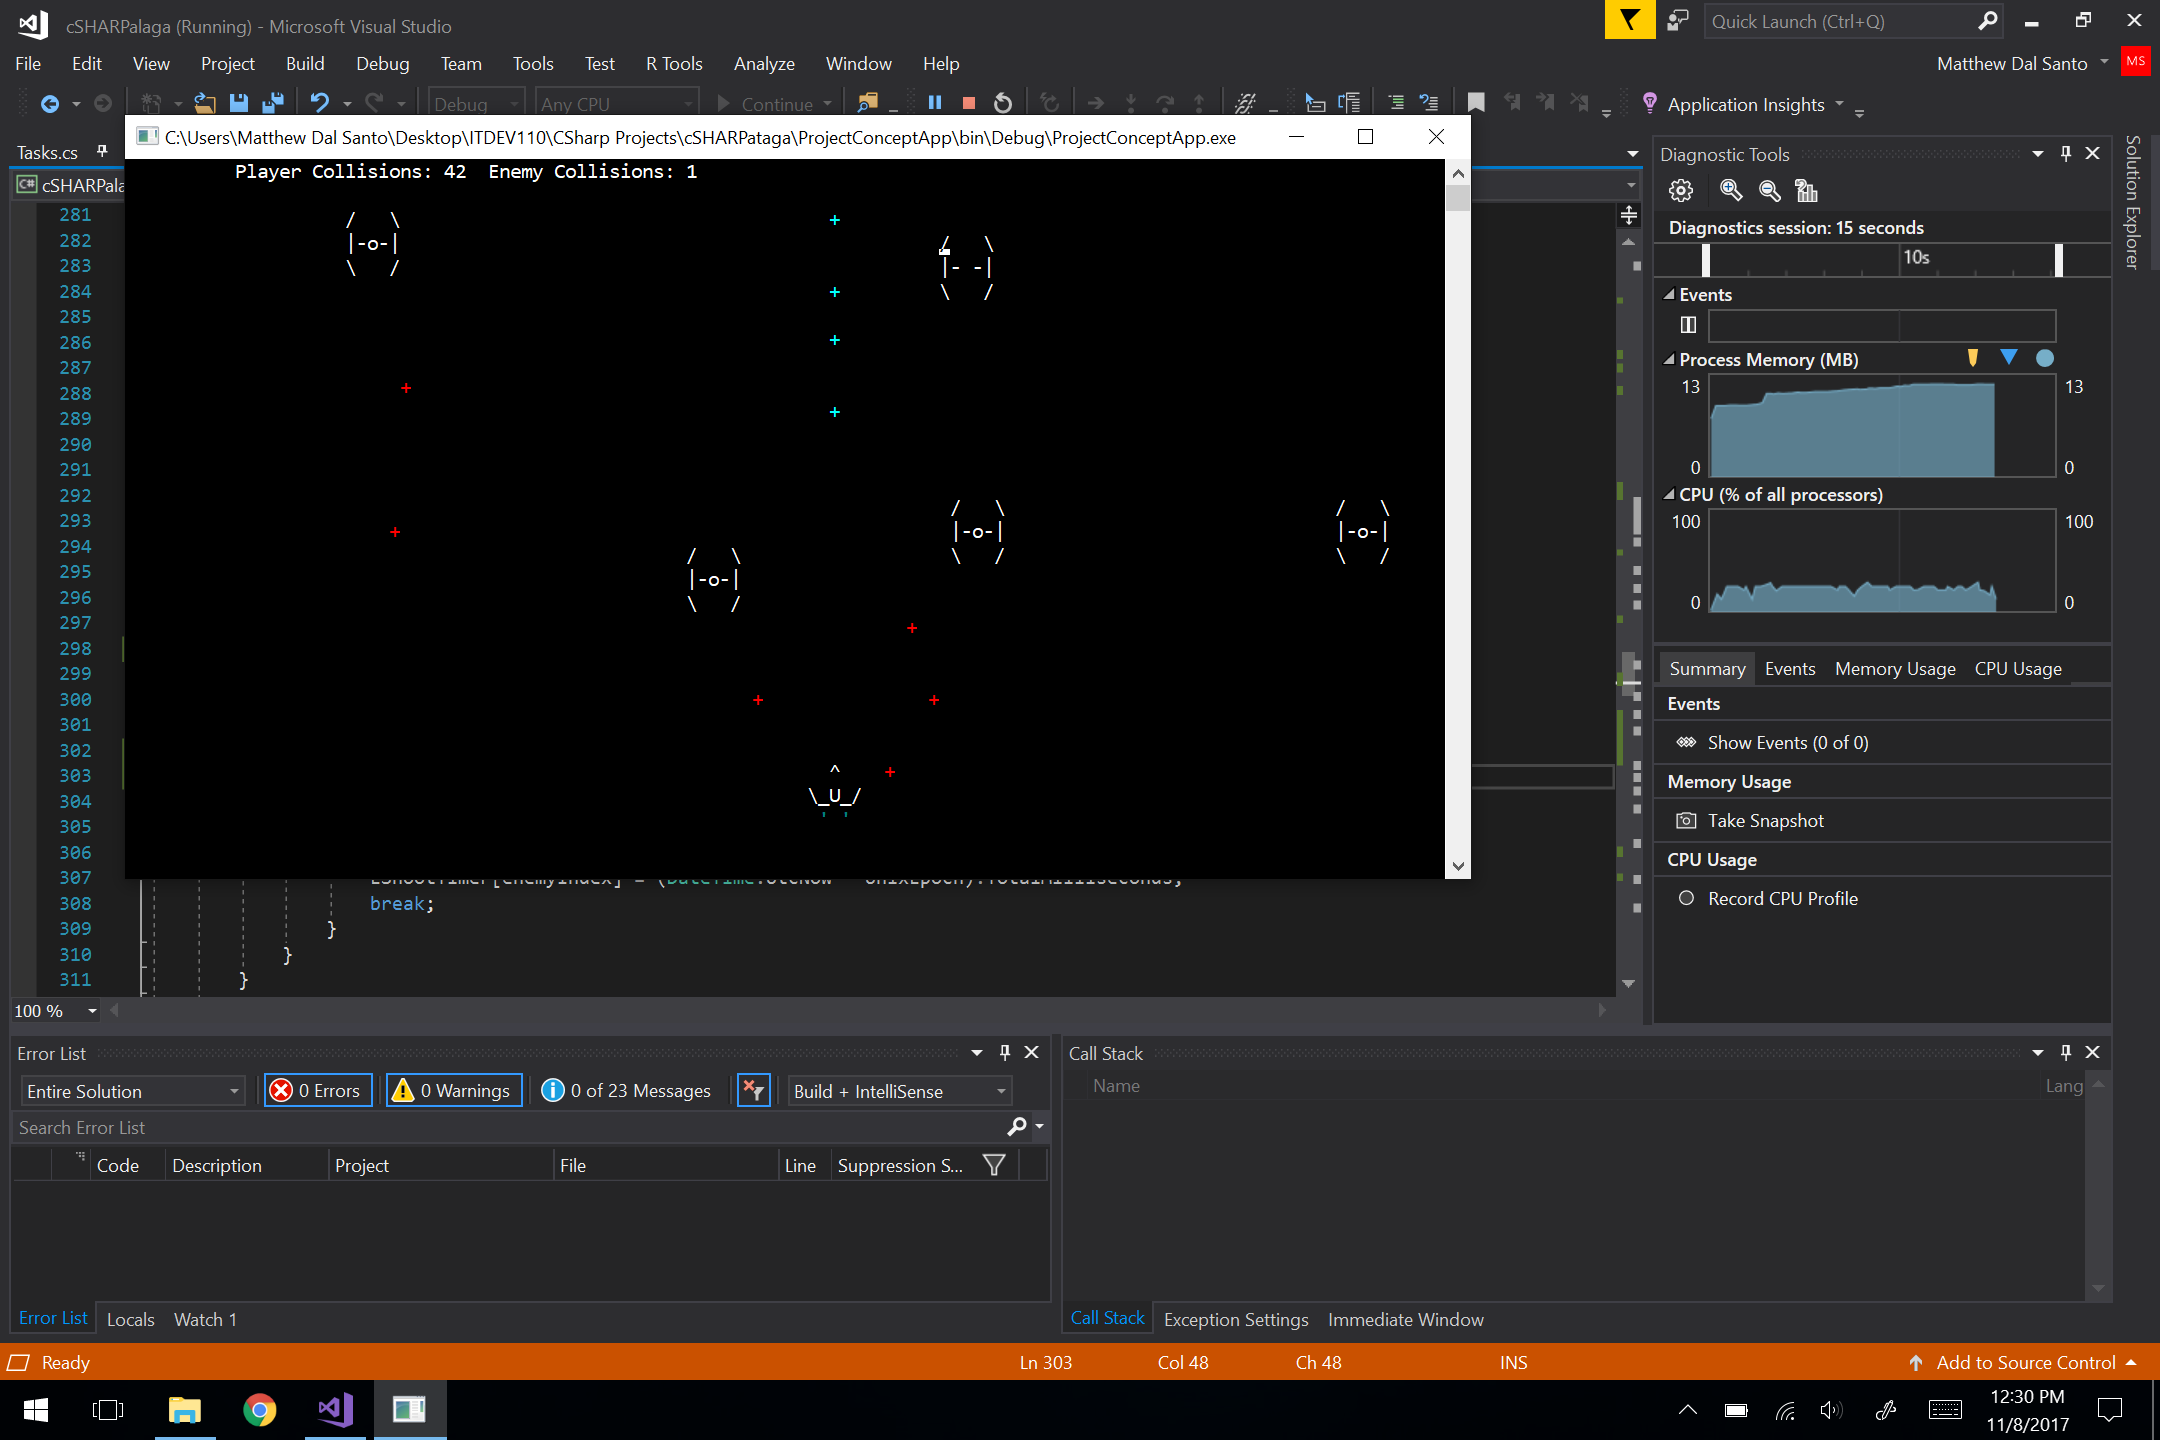 cSHARPalaga (Running) - Microsoft Visual Studio
Quick Launch (Ctrl+Q)
File Edit View Project Build Debug Team Tools Test R Tools Analyze Window Help
Matthew Dal Santo MS
Debug Any CPU Continue Application Insights
Tasks.cs
C# cSHARPala
C:\Users\Matthew Dal Santo\Desktop\ITDEV110\CSharp Projects\cSHARPataga\ProjectConceptApp\bin\Debug\ProjectConceptApp.exe
Player Collisions: 42 Enemy Collisions: 1
/ \ +
|-o-| / \
\ / |- -|
+ \ /
+
+
+
/ \ / \
+ |-o-| |-o-|
/ \ \ / \ /
|-o-|
\ /
+
+ +
^ +
\_U_/
' '
281
282
283
284
285
286
287
288
289
290
291
292
293
294
295
296
297
298
299
300
301
302
303
304
305
306
307
308 break;
309 }
310 }
311 }
100 %
Diagnostic Tools
Diagnostics session: 15 seconds
10s
Events
Process Memory (MB)
13 13
0 0
CPU (% of all processors)
100 100
0 0
Summary Events Memory Usage CPU Usage
Events
Show Events (0 of 0)
Memory Usage
Take Snapshot
CPU Usage
Record CPU Profile
Solution Explorer
Error List
Entire Solution 0 Errors 0 Warnings 0 of 23 Messages Build + IntelliSense
Search Error List
Code Description Project File Line Suppression S...
Error List Locals Watch 1
Call Stack
Name Lang
Call Stack Exception Settings Immediate Window
Ready Ln 303 Col 48 Ch 48 INS Add to Source Control
12:30 PM
11/8/2017